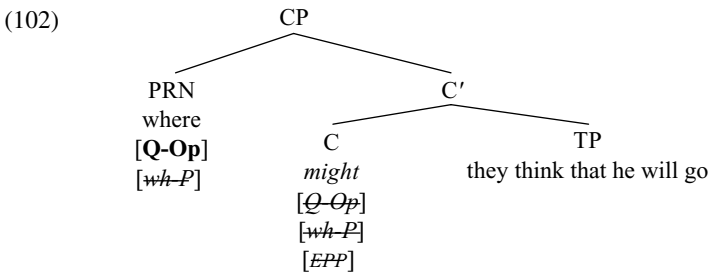 (102) CP
PRN C′
where
[Q-Op] C TP
[wh-P] might they think that he will go
[Q-Op]
[wh-P]
[EPP]